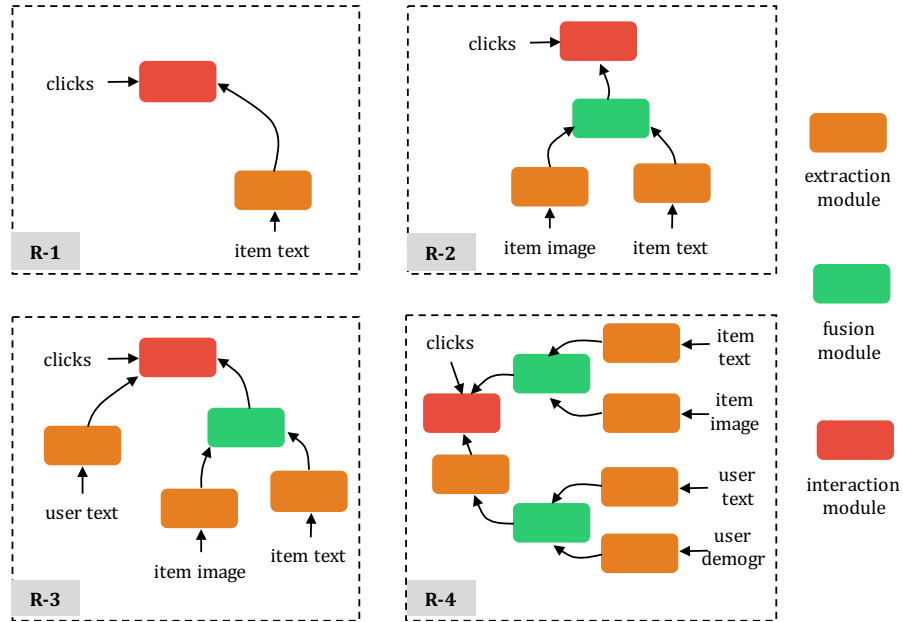 clicks
item text
R-1
clicks
item image
item text
R-2
extraction
module
fusion
module
interaction
module
clicks
user text
item image
item text
R-3
clicks
item
text
item
image
user
text
user
demogr
R-4